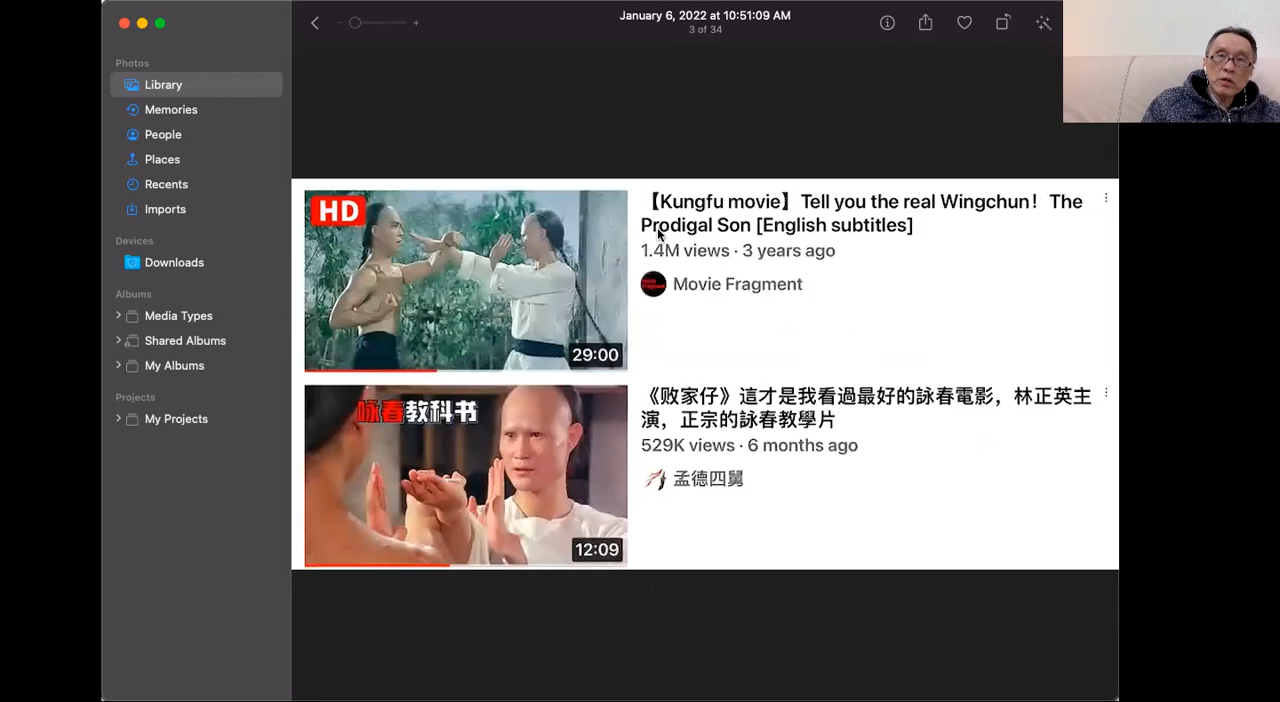 January 6, 2022 at 10:51:09 AM
3 of 34
Photos
Library
Memories
People
Places
Recents
Imports
Devices
Downloads
Albums
Media Types
Shared Albums
My Albums
Projects
My Projects
HD
29:00
【Kungfu movie】Tell you the real Wingchun！The
Prodigal Son [English subtitles]
1.4M views · 3 years ago
Movie Fragment
咏春教科书
12:09
《败家仔》這才是我看過最好的詠春電影，林正英主
演，正宗的詠春教學片
529K views · 6 months ago
孟德四舅